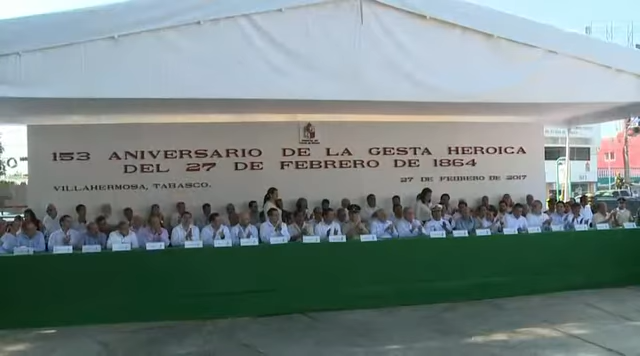 153 ANIVERSARIO DE LA GESTA HEROICA
DEL 27 DE FEBRERO DE 1864
VILLAHERMOSA, TABASCO.
27 DE FEBRERO DE 2017